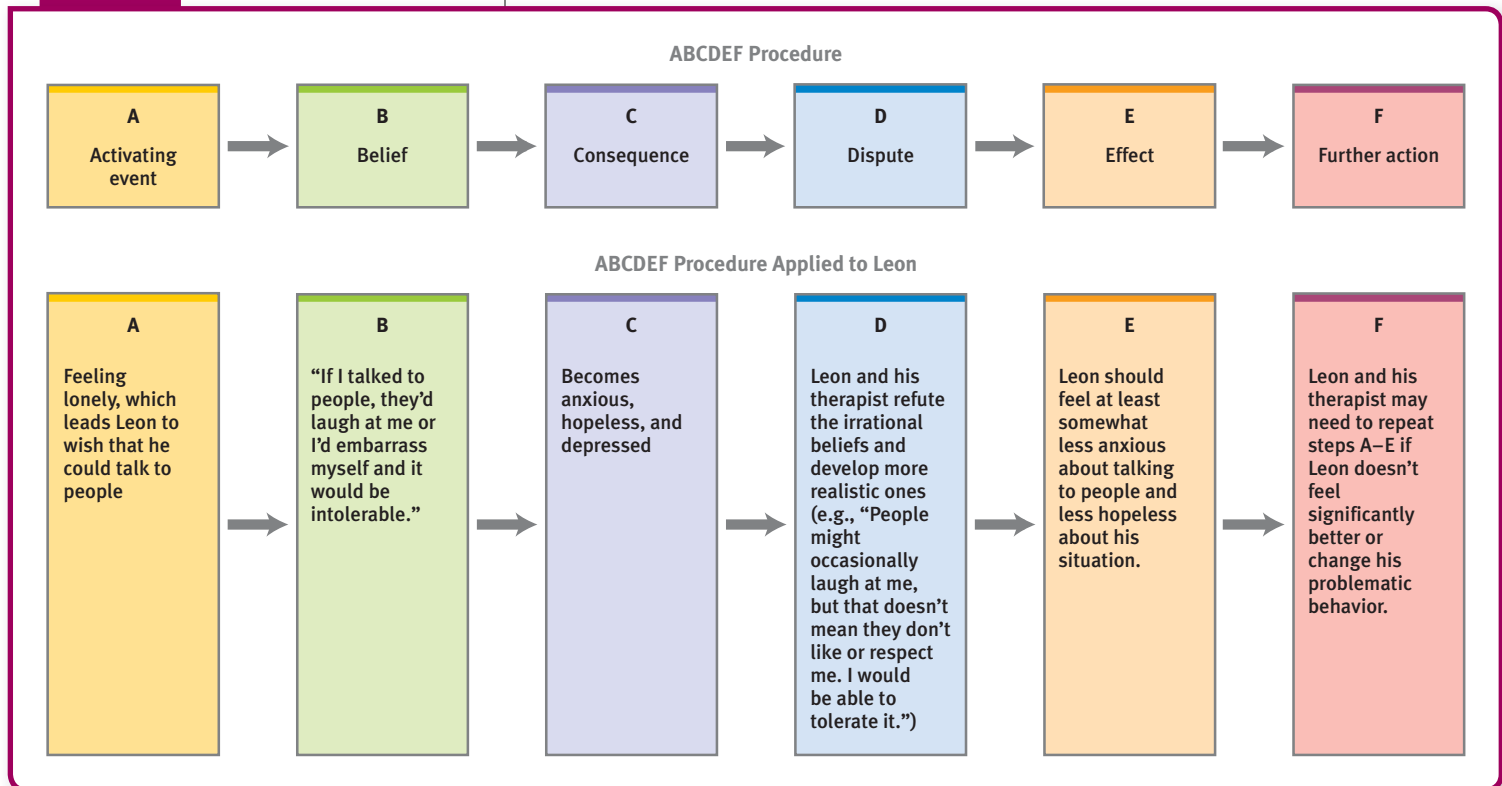 ABCDEF Procedure
A
Activating
event
B
Belief
C
Consequence
D
Dispute
E
Effect
F
Further action
ABCDEF Procedure Applied to Leon
A
Feeling
lonely, which
leads Leon to
wish that he
could talk to
people
B
“If I talked to
people, they’d
laugh at me or
I’d embarrass
myself and it
would be
intolerable.”
C
Becomes
anxious,
hopeless, and
depressed
D
Leon and his
therapist refute
the irrational
beliefs and
develop more
realistic ones
(e.g., “People
might
occasionally
laugh at me,
but that doesn’t
mean they don’t
like or respect
me. I would
be able to
tolerate it.”)
E
Leon should
feel at least
somewhat
less anxious
about talking
to people and
less hopeless
about his
situation.
F
Leon and his
therapist may
need to repeat
steps A–E if
Leon doesn’t
feel
significantly
better or
change his
problematic
behavior.